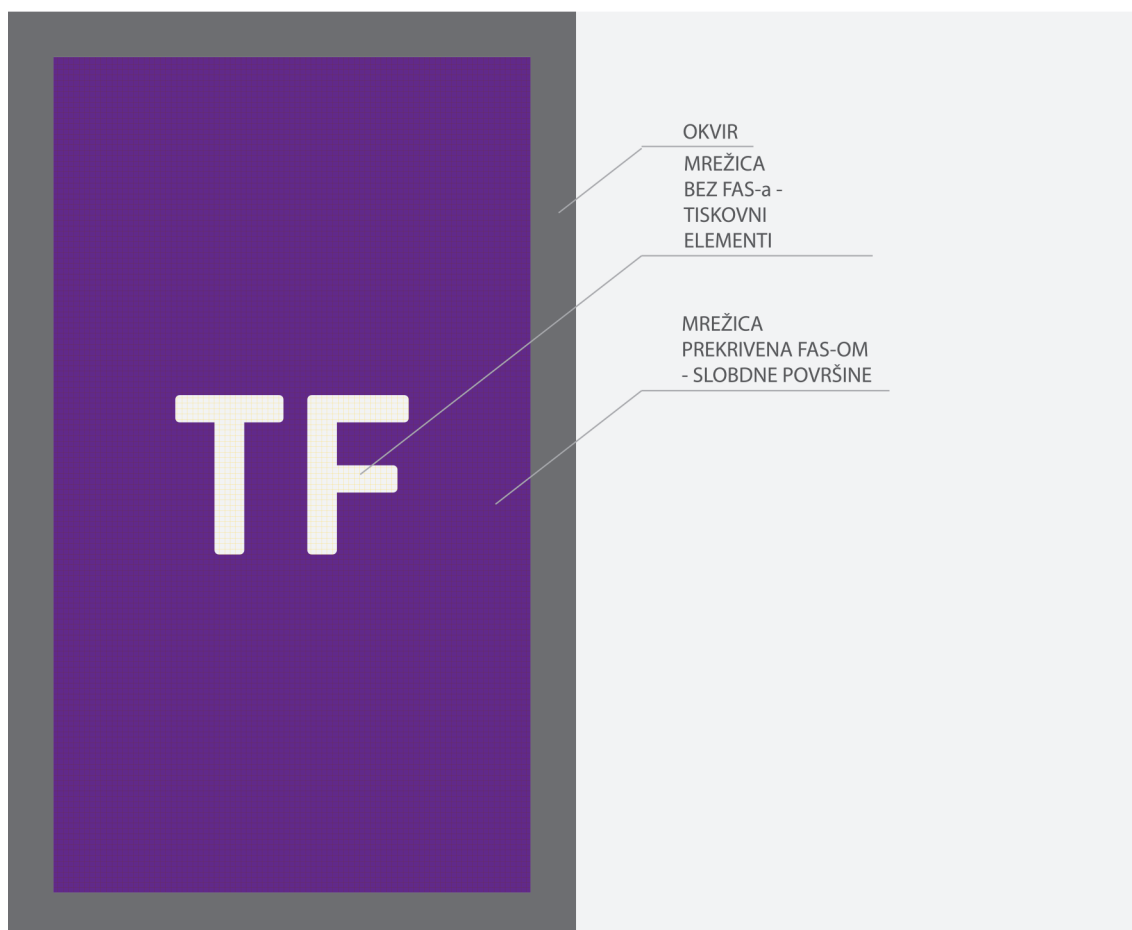 OKVIR
MREŽICA
BEZ FAS-a -
TISKOVNI
ELEMENTI
MREŽICA
PREKRIVENA FAS-OM
- SLOBDNE POVRŠINE
TF